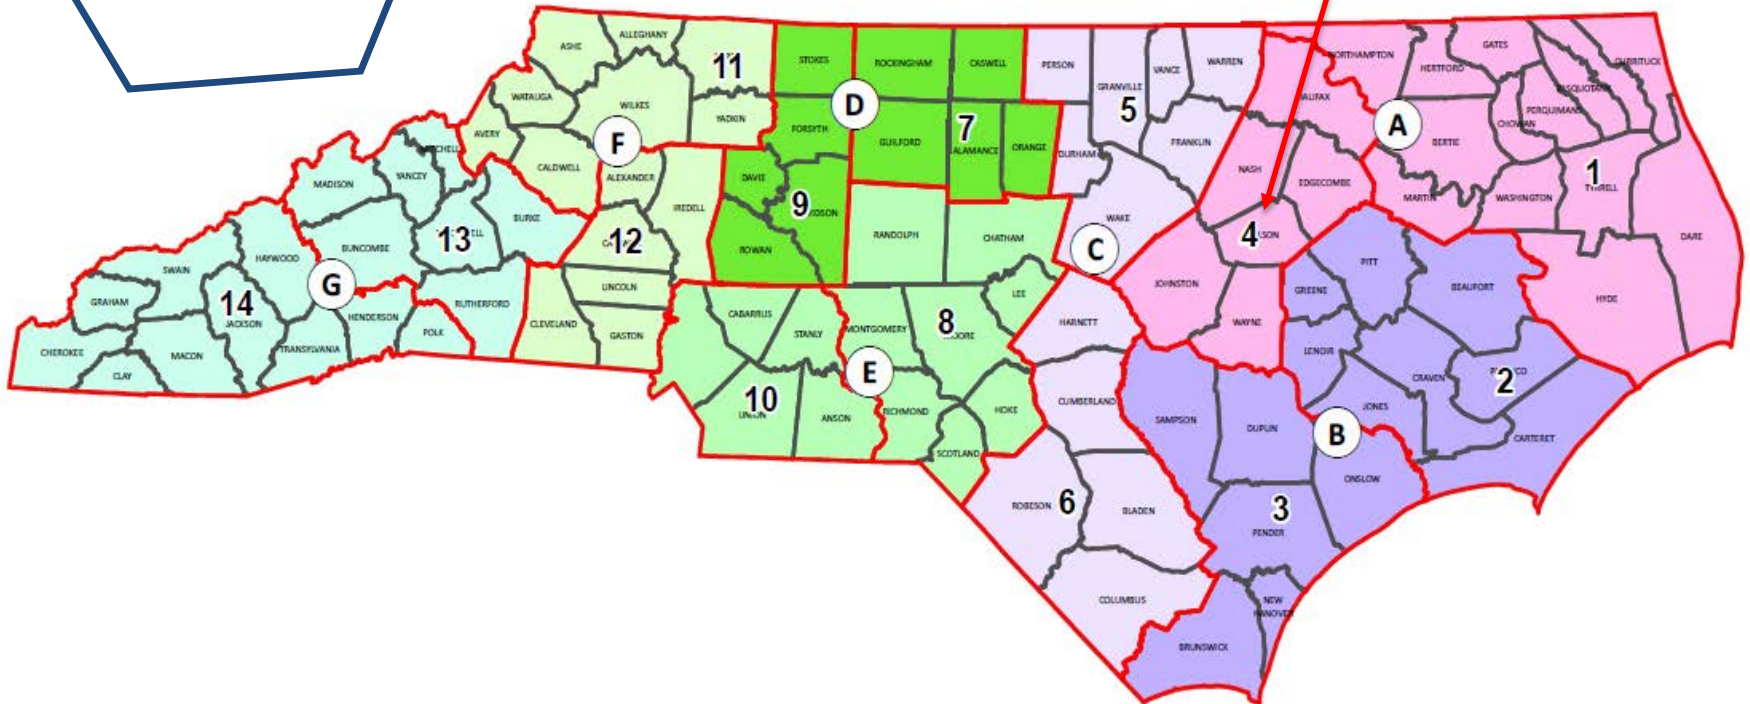 ASHE
ALLEGHANY
11
STOKES
ROCKINGHAM
CASWELL
PERSON
GRANVILLE
VANCE
WARREN
NORTHAMPTON
GATES
HERTFORD
WATAUGA
WILKES
YADKIN
D
FORSYTH
GUILFORD
7
ALAMANCE
ORANGE
DURHAM
5
FRANKLIN
A
BERTIE
CHOWAN
PERQUIMANS
AVERY
F
CALDWELL
ALEXANDER
IREDELL
DAVIE
9
ROWAN
RANDOLPH
CHATHAM
WAKE
C
NASH
EDGECOMBE
MARTIN
WASHINGTON
1
DARE
MADISON
YANCEY
BURKE
BUNCOMBE
13
12
4
SWAIN
HAYWOOD
G
GRAHAM
14
JACKSON
HENDERSON
POLK
RUTHERFORD
CLEVELAND
LINCOLN
GASTON
CABARRUS
STANLY
MONTGOMERY
8
LEE
HARNETT
JOHNSTON
WAYNE
GREENE
PITT
BEAUFORT
HYDE
CHEROKEE
CLAY
MACON
TRANSYLVANIA
E
10
ANSON
RICHMOND
HOKE
SCOTLAND
CUMBERLAND
SAMPSON
DUPLIN
LENOIR
CRAVEN
2
JONES
B
CARTERET
ONSLOW
ROBESON
6
BLADEN
3
PENDER
COLUMBUS
NEW
HANOVER
BRUNSWICK